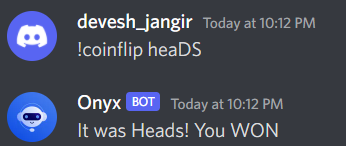 devesh_jangir Today at 10:12 PM
!coinflip heaDS
Onyx BOT Today at 10:12 PM
It was Heads! You WON